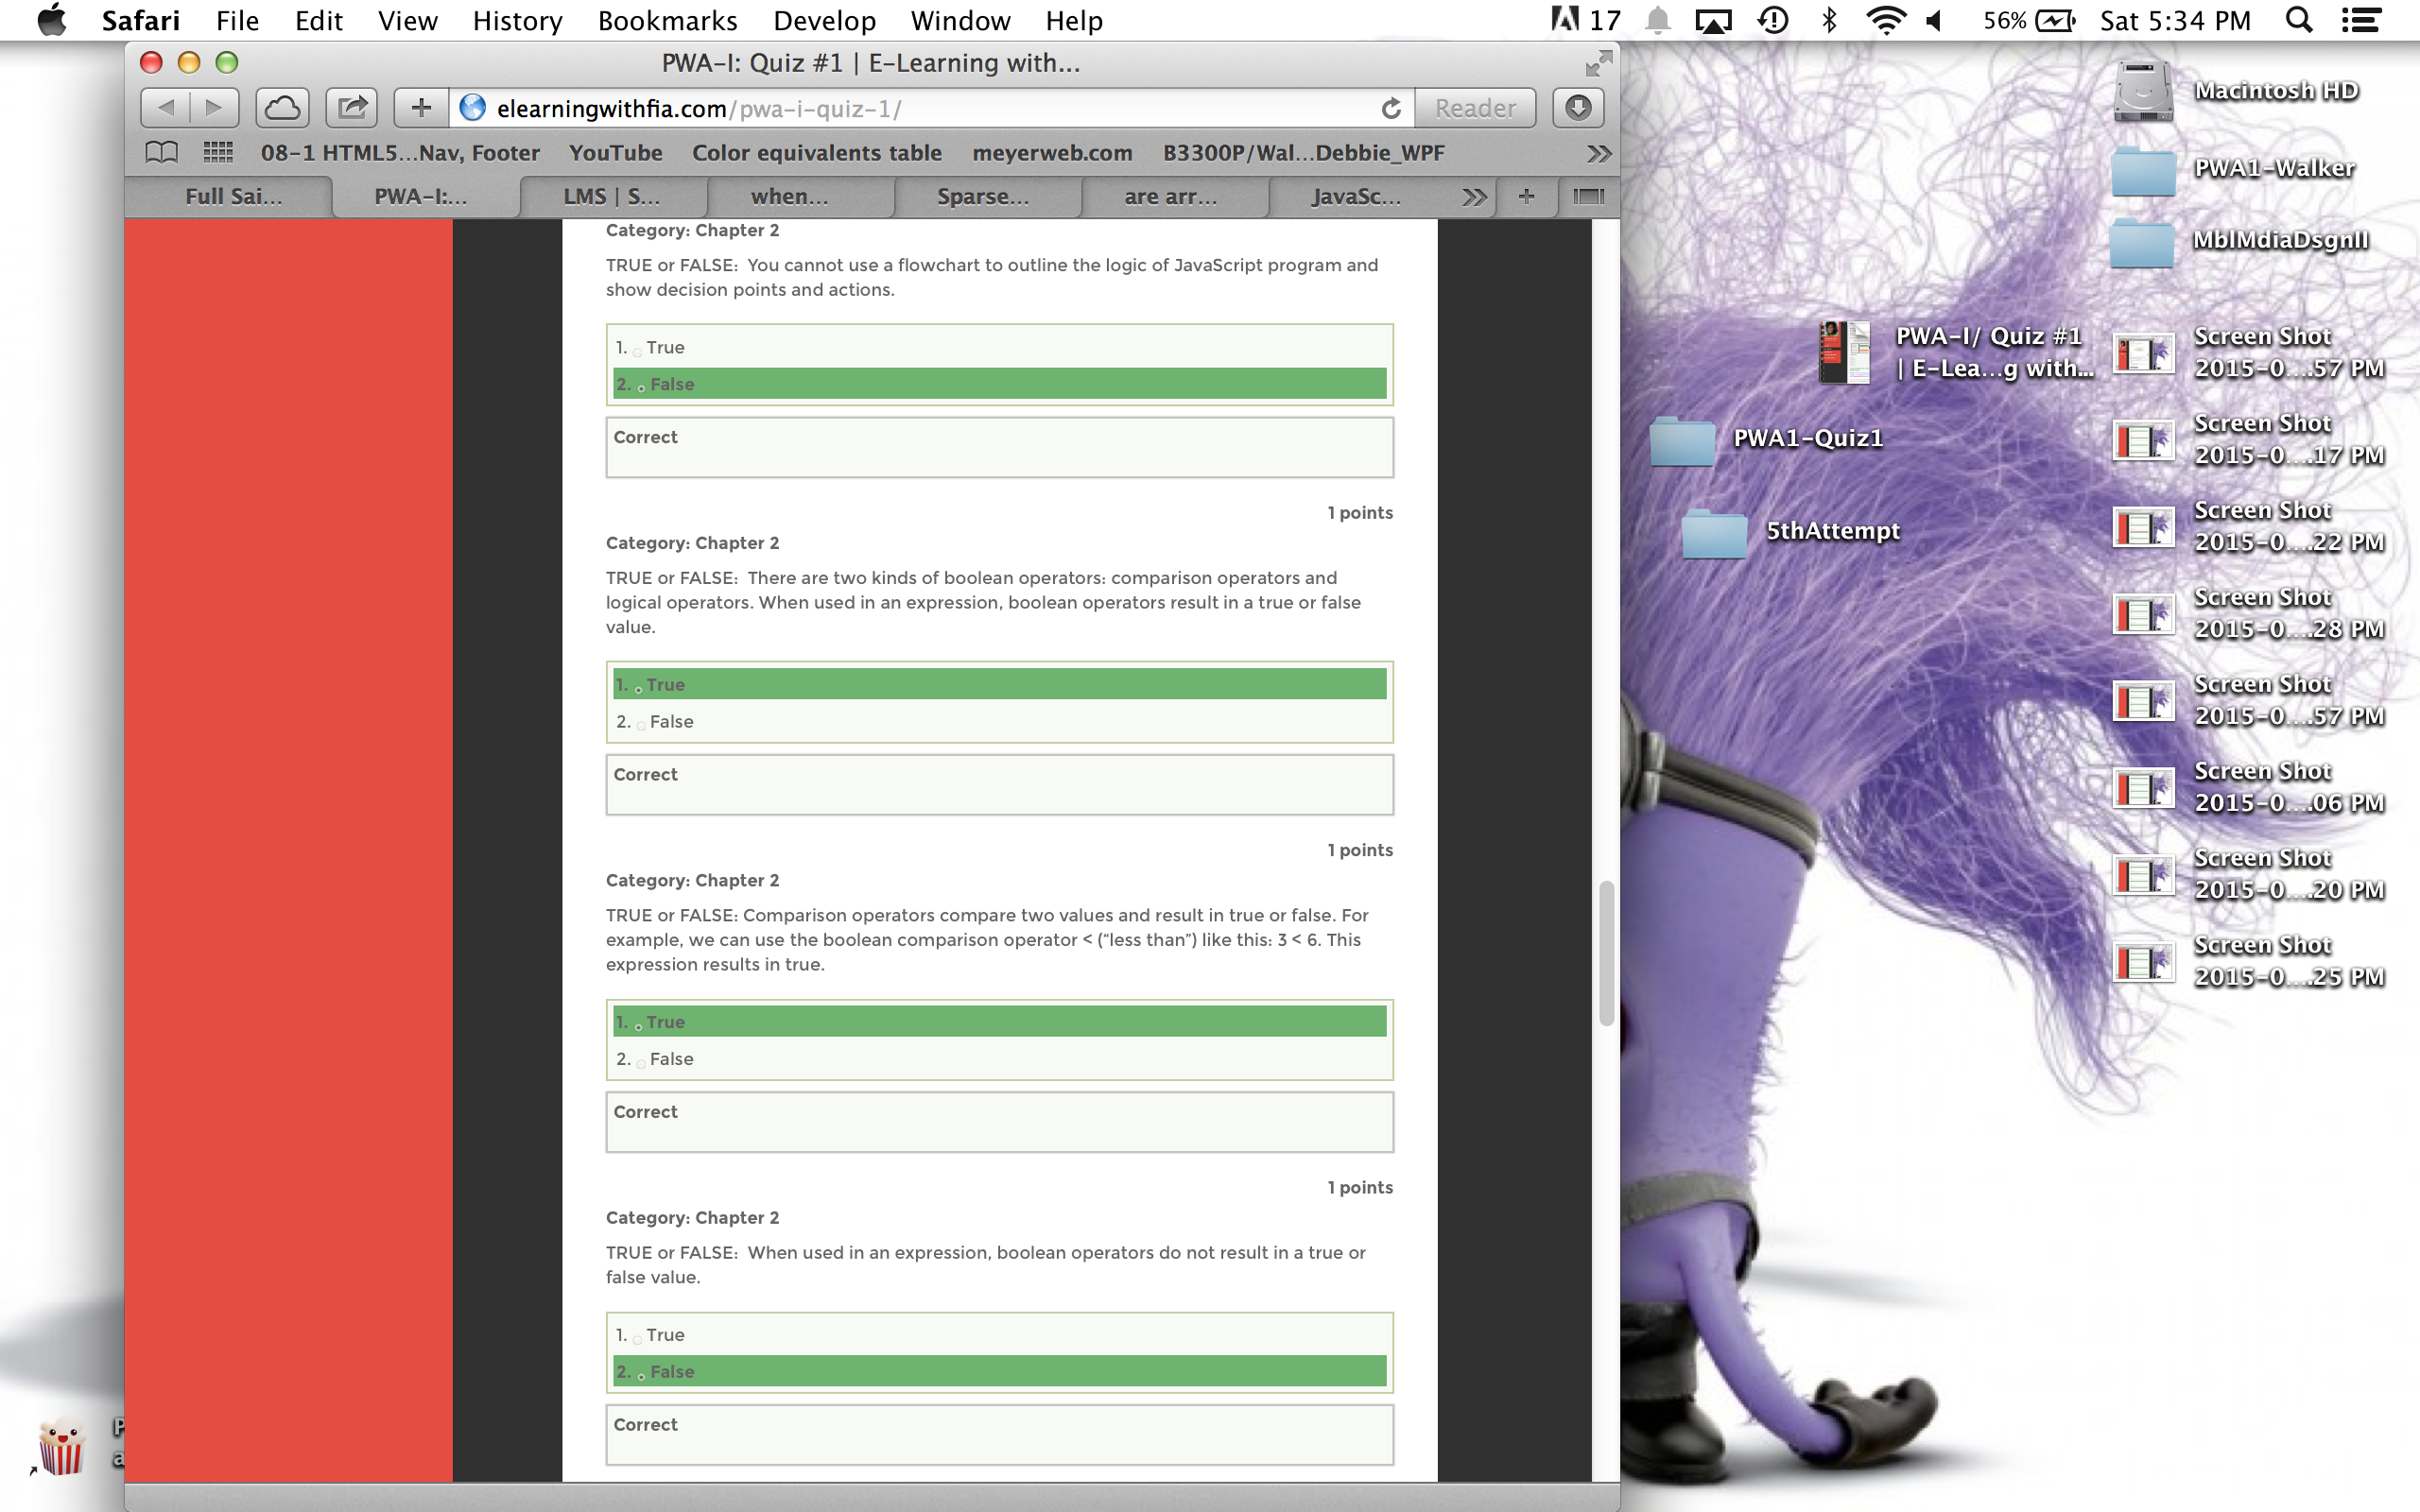 Safari File Edit View History Bookmarks Develop Window Help 17 56% Sat 5:34 PM
PWA-I: Quiz #1 | E-Learning with...
elearningwithfia.com/pwa-i-quiz-1/ Reader
08-1 HTML5...Nav, Footer YouTube Color equivalents table meyerweb.com B3300P/Wal...Debbie_WPF
Full Sai... PWA-I:... LMS | S... when... Sparse... are arr... JavaSc...
Category: Chapter 2
TRUE or FALSE: You cannot use a flowchart to outline the logic of JavaScript program and
show decision points and actions.
1. True
2. False
Correct
1 points
Category: Chapter 2
TRUE or FALSE: There are two kinds of boolean operators: comparison operators and
logical operators. When used in an expression, boolean operators result in a true or false
value.
1. True
2. False
Correct
1 points
Category: Chapter 2
TRUE or FALSE: Comparison operators compare two values and result in true or false. For
example, we can use the boolean comparison operator < (“less than”) like this: 3 < 6. This
expression results in true.
1. True
2. False
Correct
1 points
Category: Chapter 2
TRUE or FALSE: When used in an expression, boolean operators do not result in a true or
false value.
1. True
2. False
Correct
Macintosh HD
PWA1-Walker
MblMdiaDsgnII
PWA-I/ Quiz #1
| E-Lea...g with...
PWA1-Quiz1
5thAttempt
Screen Shot
2015-0....57 PM
Screen Shot
2015-0....17 PM
Screen Shot
2015-0....22 PM
Screen Shot
2015-0....28 PM
Screen Shot
2015-0....57 PM
Screen Shot
2015-0....06 PM
Screen Shot
2015-0....20 PM
Screen Shot
2015-0....25 PM